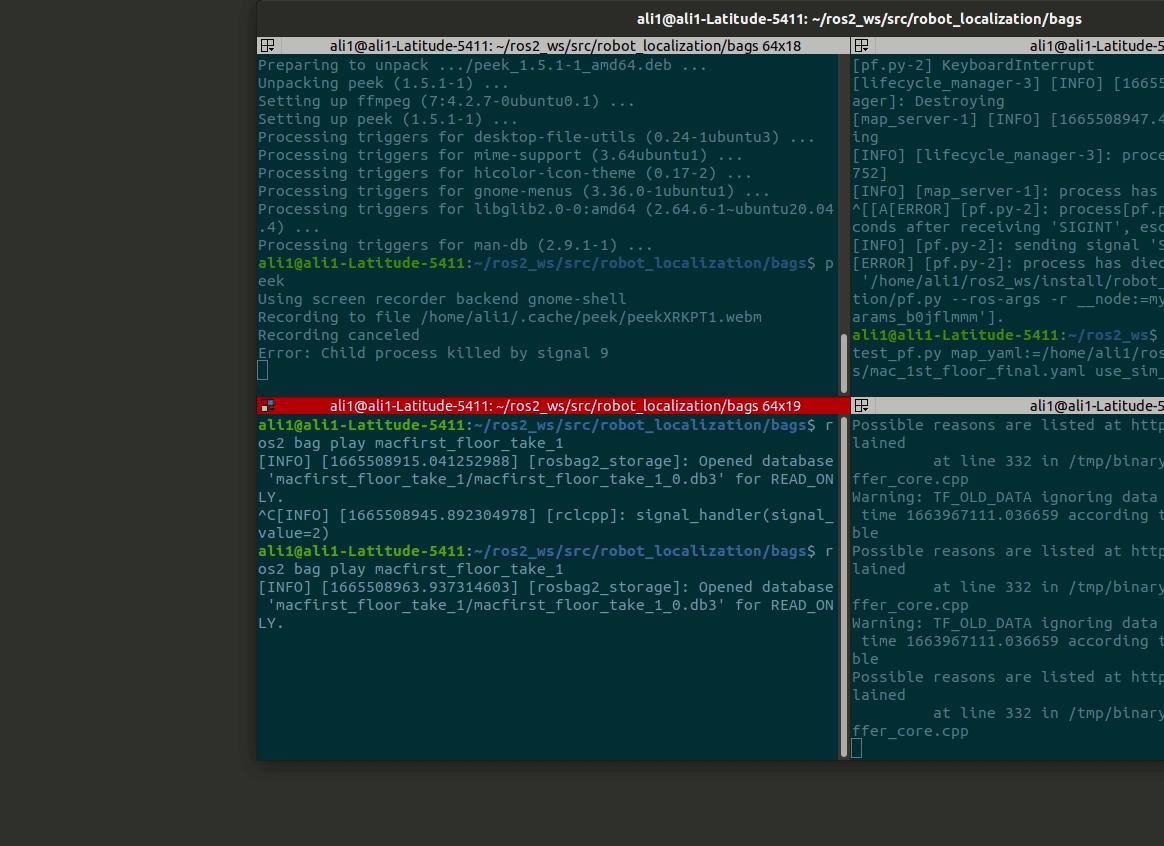 ali1@ali1-Latitude-5411: ~/ros2_ws/src/robot_localization/bags
ali1@ali1-Latitude-5411: ~/ros2_ws/src/robot_localization/bags 64x18
Preparing to unpack .../peek_1.5.1-1_amd64.deb ...
Unpacking peek (1.5.1-1) ...
Setting up ffmpeg (7:4.2.7-0ubuntu0.1) ...
Setting up peek (1.5.1-1) ...
Processing triggers for desktop-file-utils (0.24-1ubuntu3) ...
Processing triggers for mime-support (3.64ubuntu1) ...
Processing triggers for hicolor-icon-theme (0.17-2) ...
Processing triggers for gnome-menus (3.36.0-1ubuntu1) ...
Processing triggers for libglib2.0-0:amd64 (2.64.6-1~ubuntu20.04
.4) ...
Processing triggers for man-db (2.9.1-1) ...
ali1@ali1-Latitude-5411:~/ros2_ws/src/robot_localization/bags$ p
eek
Using screen recorder backend gnome-shell
Recording to file /home/ali1/.cache/peek/peekXRKPT1.webm
Recording canceled
Error: Child process killed by signal 9
ali1@ali1-Latitude-5
[pf.py-2] KeyboardInterrupt
[lifecycle_manager-3] [INFO] [16655
ager]: Destroying
[map_server-1] [INFO] [1665508947.4
ing
[INFO] [lifecycle_manager-3]: proce
752]
[INFO] [map_server-1]: process has
^[[A[ERROR] [pf.py-2]: process[pf.p
conds after receiving 'SIGINT', esc
[INFO] [pf.py-2]: sending signal 'S
[ERROR] [pf.py-2]: process has died
'/home/ali1/ros2_ws/install/robot_
tion/pf.py --ros-args -r __node:=my
arams_b0jflmmm'].
ali1@ali1-Latitude-5411:~/ros2_ws$
test_pf.py map_yaml:=/home/ali1/ros
s/mac_1st_floor_final.yaml use_sim_
ali1@ali1-Latitude-5411: ~/ros2_ws/src/robot_localization/bags 64x19
ali1@ali1-Latitude-5411:~/ros2_ws/src/robot_localization/bags$ r
os2 bag play macfirst_floor_take_1
[INFO] [1665508915.041252988] [rosbag2_storage]: Opened database
'macfirst_floor_take_1/macfirst_floor_take_1_0.db3' for READ_ON
LY.
^C[INFO] [1665508945.892304978] [rclcpp]: signal_handler(signal_
value=2)
ali1@ali1-Latitude-5411:~/ros2_ws/src/robot_localization/bags$ r
os2 bag play macfirst_floor_take_1
[INFO] [1665508963.937314603] [rosbag2_storage]: Opened database
'macfirst_floor_take_1/macfirst_floor_take_1_0.db3' for READ_ON
LY.
ali1@ali1-Latitude-5
Possible reasons are listed at http
lained
at line 332 in /tmp/binary
ffer_core.cpp
Warning: TF_OLD_DATA ignoring data
time 1663967111.036659 according t
ble
Possible reasons are listed at http
lained
at line 332 in /tmp/binary
ffer_core.cpp
Warning: TF_OLD_DATA ignoring data
time 1663967111.036659 according t
ble
Possible reasons are listed at http
lained
at line 332 in /tmp/binary
ffer_core.cpp